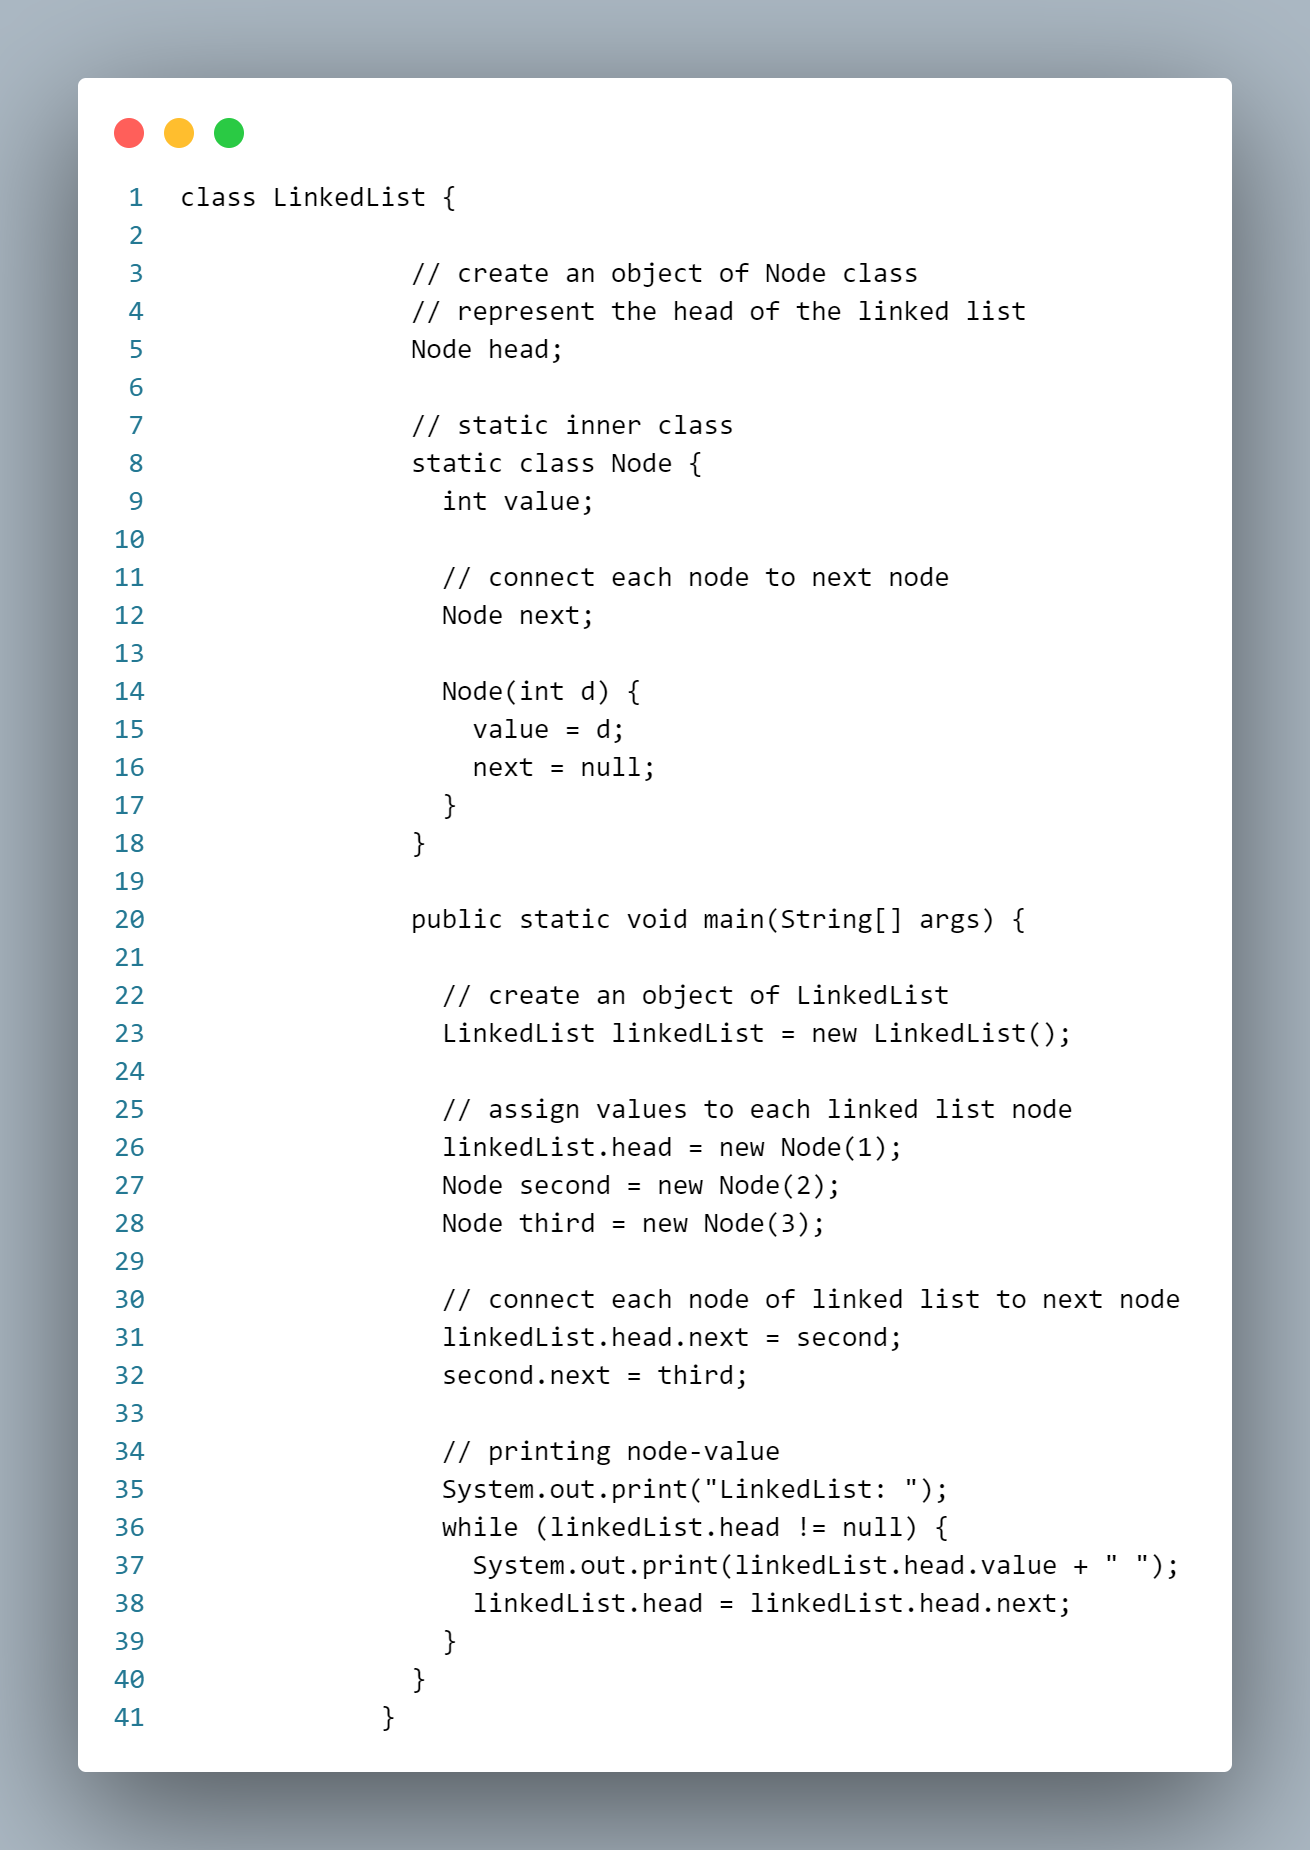 1 class LinkedList {
2
3 // create an object of Node class
4 // represent the head of the linked list
5 Node head;
6
7 // static inner class
8 static class Node {
9 int value;
10
11 // connect each node to next node
12 Node next;
13
14 Node(int d) {
15 value = d;
16 next = null;
17 }
18 }
19
20 public static void main(String[] args) {
21
22 // create an object of LinkedList
23 LinkedList linkedList = new LinkedList();
24
25 // assign values to each linked list node
26 linkedList.head = new Node(1);
27 Node second = new Node(2);
28 Node third = new Node(3);
29
30 // connect each node of linked list to next node
31 linkedList.head.next = second;
32 second.next = third;
33
34 // printing node-value
35 System.out.print("LinkedList: ");
36 while (linkedList.head != null) {
37 System.out.print(linkedList.head.value + " ");
38 linkedList.head = linkedList.head.next;
39 }
40 }
41 }